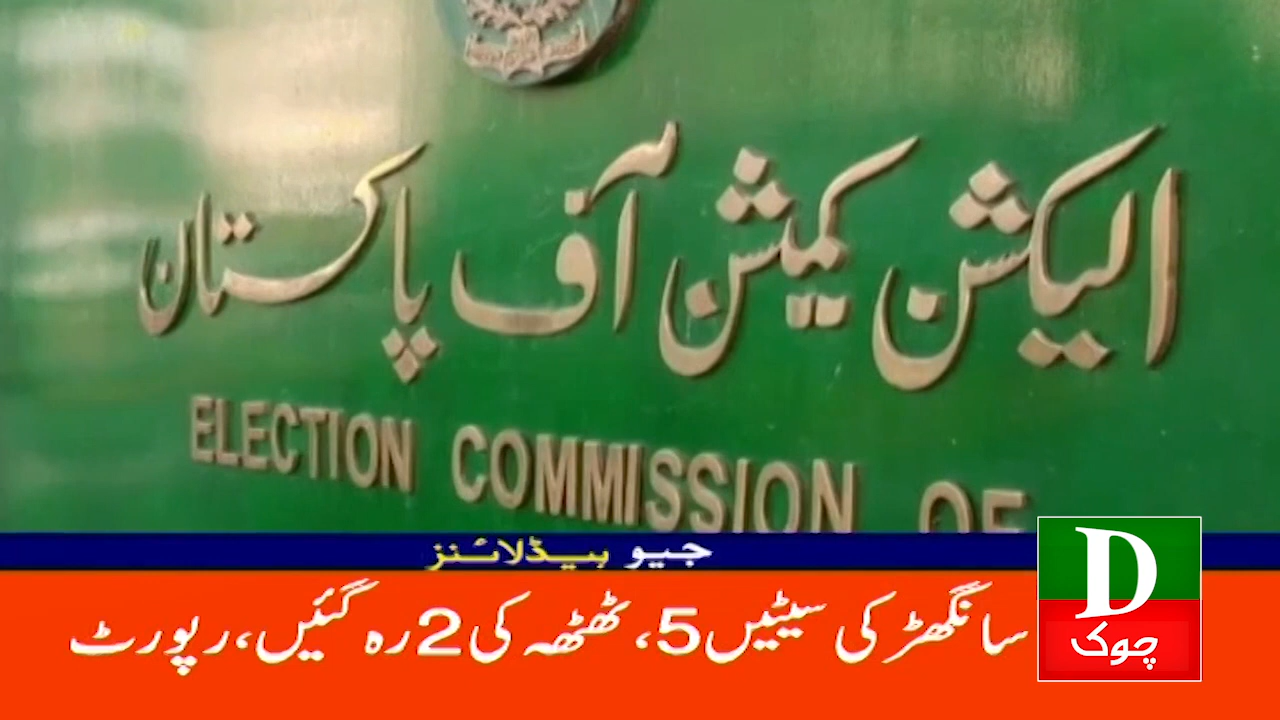 الیکشن کمیشن آف پاکستان
ELECTION COMMISSION OF
جیو ہیڈلائنز
سانگھڑ کی سیٹیں 5، ٹھٹھہ کی 2 رہ گئیں، رپورٹ
D
چوک